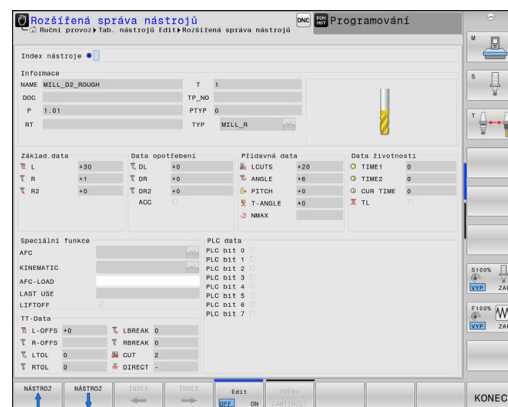 Rozšířená správa nástrojů
DNC
Programování
Ruční provoz▸Tab. nástrojů Edit▸Rozšířená správa nástrojů
Index nástroje 0
Informace
NAME MILL_D2_ROUGH T 1
DOC TP_NO
P 1.01 PTYP 0
RT TYP MILL_R
Základ.data Data opotřebení Přídavná data Data životnosti
L +30 DL +0 LCUTS +20 TIME1 0
R +1 DR +0 ANGLE +6 TIME2 0
R2 +0 DR2 +0 PITCH +0 CUR TIME 0
ACC T-ANGLE +0 TL
NMAX
Speciální funkce PLC data
AFC PLC bit 0
PLC bit 1
KINEMATIC PLC bit 2
PLC bit 3
AFC-LOAD PLC bit 4
LAST USE PLC bit 5
LIFTOFF PLC bit 6
PLC bit 7
TT-Data
L-OFFS +0 LBREAK 0
R-OFFS RBREAK 0
LTOL 0 CUT 2
RTOL 0 DIRECT -
M
S
T
S100%
VYP ZA
F100%
VYP ZA
NÁSTROJ NÁSTROJ INDEX INDEX Edit
OFF ON
KONEC